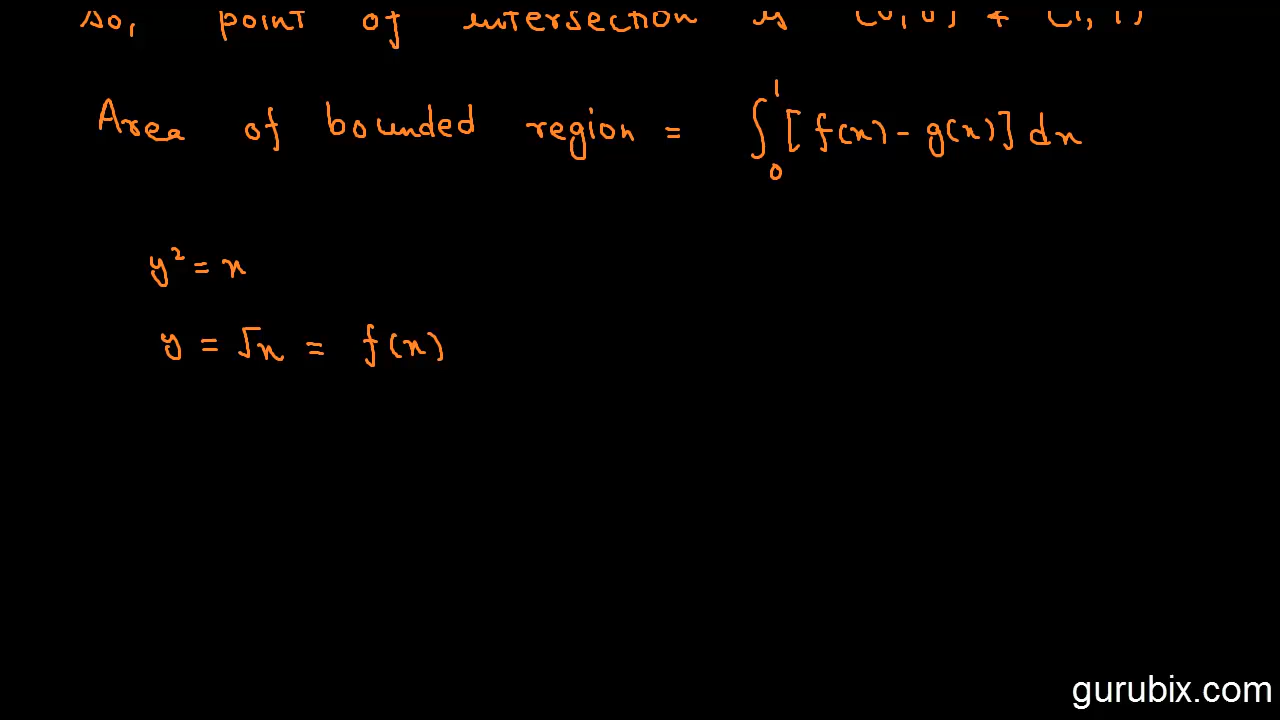 So, point of intersection is (0,0) & (1,1)
Area of bounded region = ∫₀¹ [f(x) - g(x)] dx
y² = x
y = √x = f(x)
gurubix.com